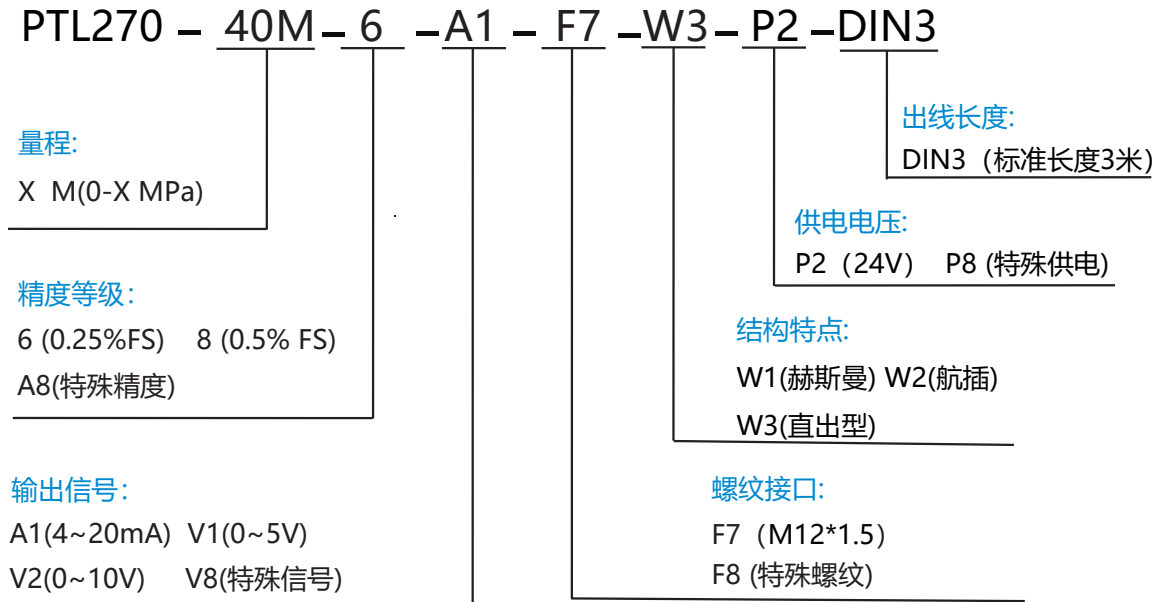 PTL270 – 40M – 6 – A1 – F7 – W3 – P2 – DIN3
量程:
X M(0-X MPa)
精度等级：
6 (0.25%FS) 8 (0.5% FS)
A8(特殊精度)
输出信号：
A1(4~20mA) V1(0~5V)
V2(0~10V) V8(特殊信号)
出线长度:
DIN3（标准长度3米）
供电电压:
P2（24V） P8 (特殊供电)
结构特点:
W1(赫斯曼) W2(航插)
W3(直出型)
螺纹接口:
F7（M12*1.5）
F8 (特殊螺纹)